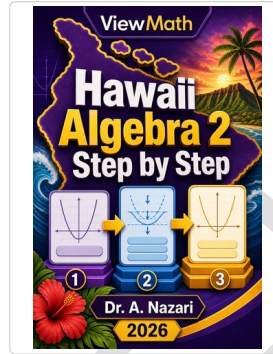 ViewMath
Hawaii
Algebra 2
Step by Step
1 2 3
Dr. A. Nazari
2026